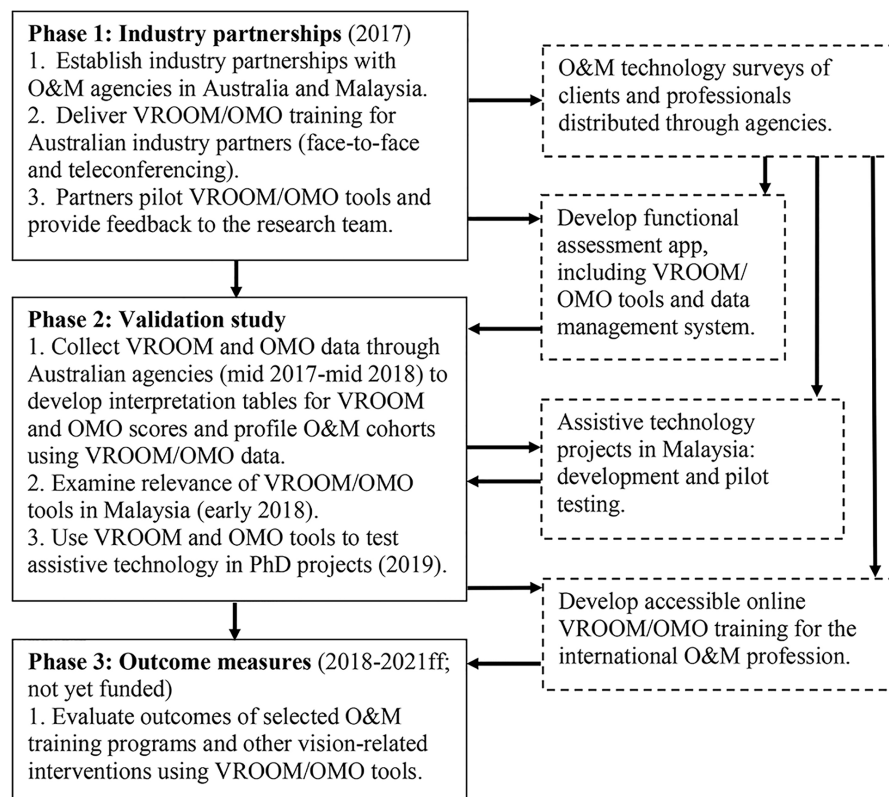 Phase 1: Industry partnerships (2017)
1. Establish industry partnerships with
O&M agencies in Australia and Malaysia.
2. Deliver VROOM/OMO training for
Australian industry partners (face-to-face
and teleconferencing).
3. Partners pilot VROOM/OMO tools and
provide feedback to the research team.
O&M technology surveys of
clients and professionals
distributed through agencies.
Develop functional
assessment app,
including VROOM/
OMO tools and data
management system.
Phase 2: Validation study
1. Collect VROOM and OMO data through
Australian agencies (mid 2017-mid 2018) to
develop interpretation tables for VROOM
and OMO scores and profile O&M cohorts
using VROOM/OMO data.
2. Examine relevance of VROOM/OMO
tools in Malaysia (early 2018).
3. Use VROOM and OMO tools to test
assistive technology in PhD projects (2019).
Assistive technology
projects in Malaysia:
development and pilot
testing.
Develop accessible online
VROOM/OMO training for the
international O&M profession.
Phase 3: Outcome measures (2018-2021ff;
not yet funded)
1. Evaluate outcomes of selected O&M
training programs and other vision-related
interventions using VROOM/OMO tools.